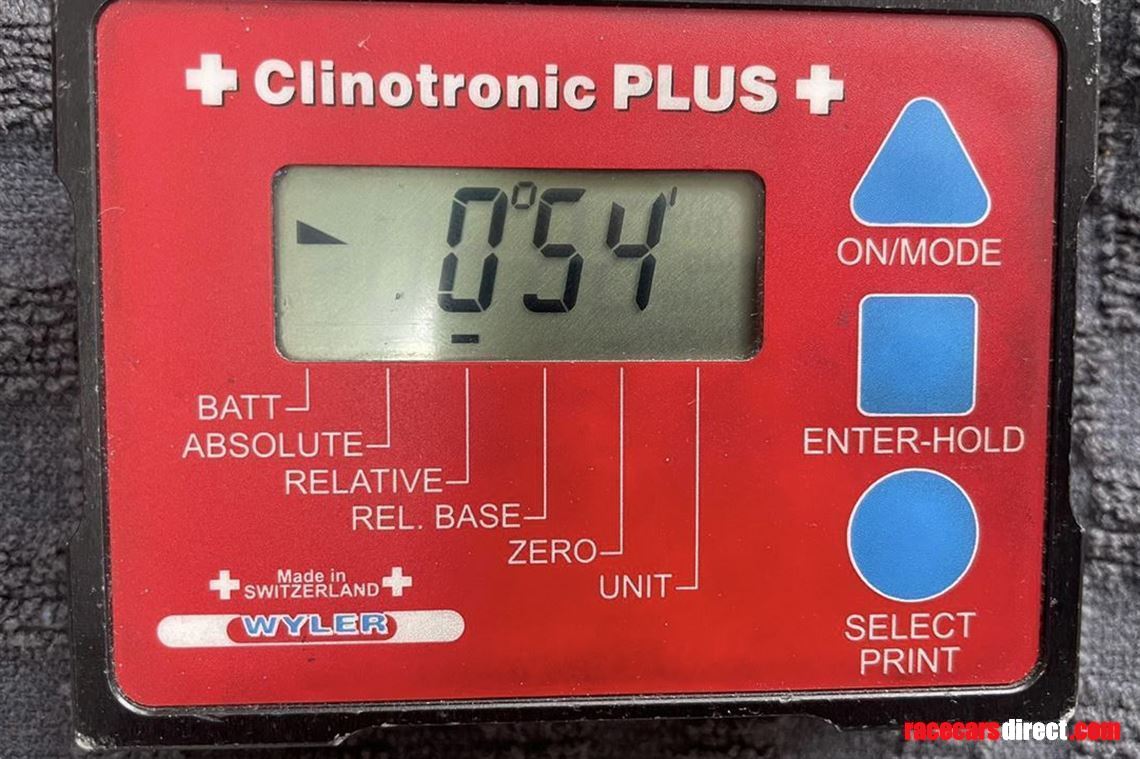 Clinotronic PLUS
0°54'
ON/MODE
BATT
ABSOLUTE
ENTER-HOLD
RELATIVE
REL. BASE
ZERO
UNIT
Made in
SWITZERLAND
WYLER
SELECT
PRINT
racecarsdirect.com